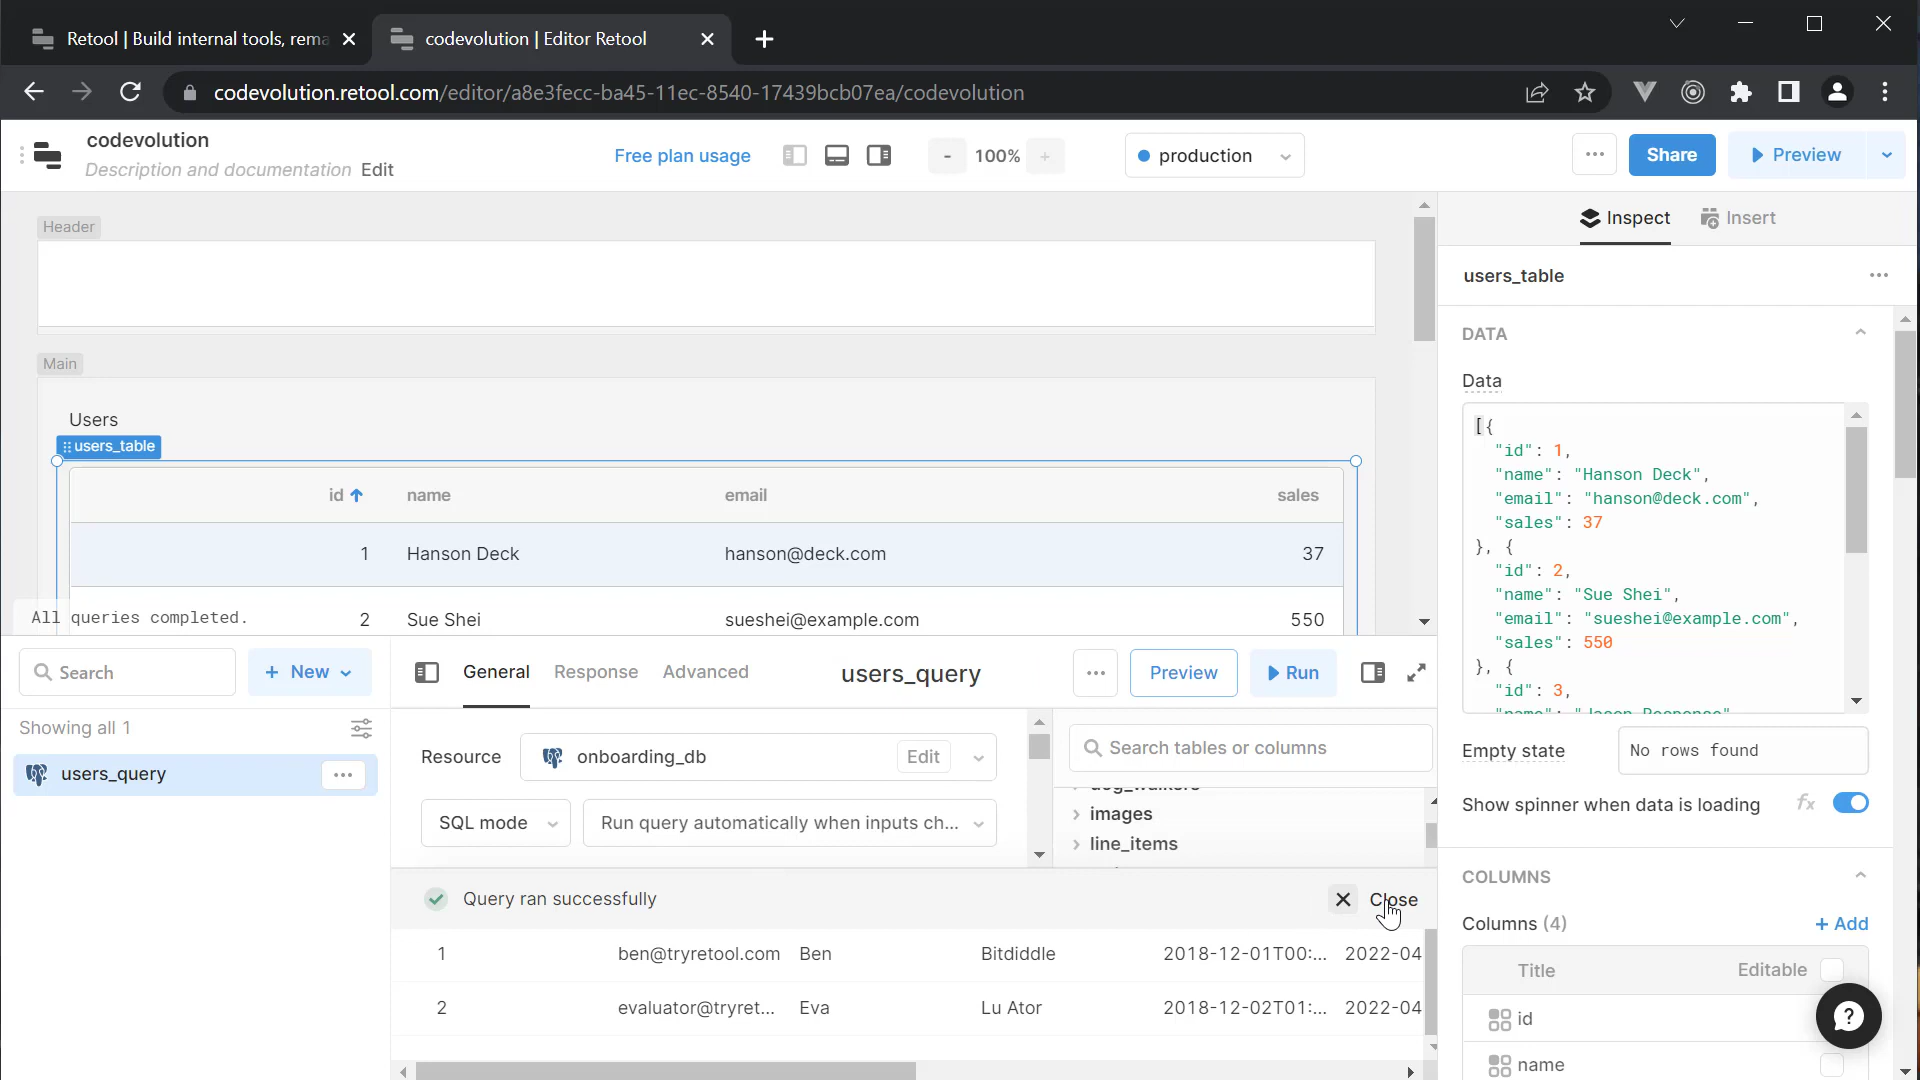 Retool | Build internal tools, rema
codevolution | Editor Retool
codevolution.retool.com/editor/a8e3fecc-ba45-11ec-8540-17439bcb07ea/codevolution
codevolution
Description and documentation Edit
Free plan usage
- 100% +
production
Share
Preview
Header
Main
Users
users_table
id name email sales
1 Hanson Deck hanson@deck.com 37
2 Sue Shei sueshei@example.com 550
All queries completed.
Inspect
Insert
users_table
DATA
Data
[{
"id": 1,
"name": "Hanson Deck",
"email": "hanson@deck.com",
"sales": 37
}, {
"id": 2,
"name": "Sue Shei",
"email": "sueshei@example.com",
"sales": 550
}, {
"id": 3,
"name": "Jason Response"
Empty state
No rows found
Show spinner when data is loading
fx
COLUMNS
Columns (4)
+ Add
Title Editable
id
name
Search
+ New
Showing all 1
users_query
General Response Advanced
users_query
Preview
Run
Resource
onboarding_db
Edit
SQL mode
Run query automatically when inputs ch...
Search tables or columns
dog_walkers
images
line_items
Query ran successfully
Close
1 ben@tryretool.com Ben Bitdiddle 2018-12-01T00:... 2022-04
2 evaluator@tryret... Eva Lu Ator 2018-12-02T01:... 2022-04
?